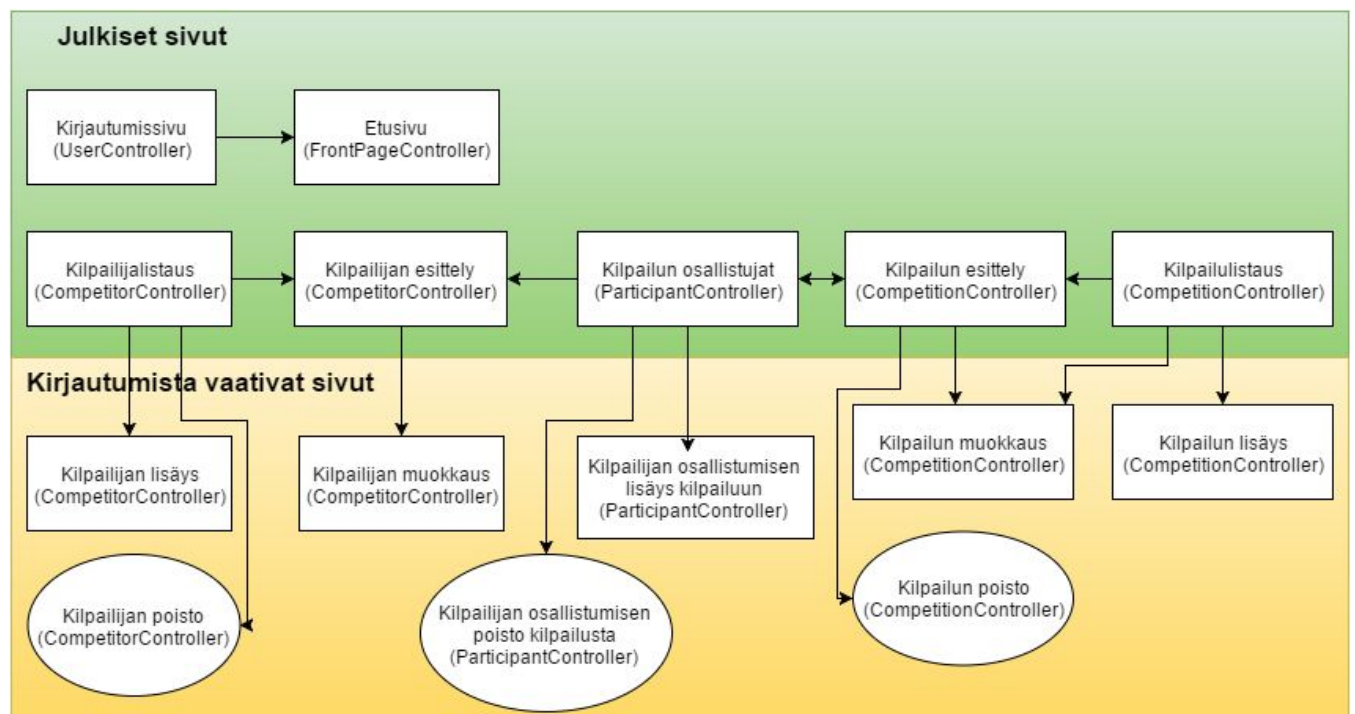 Julkiset sivut
Kirjautumissivu
(UserController)
Etusivu
(FrontPageController)
Kilpailijalistaus
(CompetitorController)
Kilpailijan esittely
(CompetitorController)
Kilpailun osallistujat
(ParticipantController)
Kilpailun esittely
(CompetitionController)
Kilpailulistaus
(CompetitionController)
Kirjautumista vaativat sivut
Kilpailijan lisäys
(CompetitorController)
Kilpailijan muokkaus
(CompetitorController)
Kilpailijan osallistumisen
lisäys kilpailuun
(ParticipantController)
Kilpailun muokkaus
(CompetitionController)
Kilpailun lisäys
(CompetitionController)
Kilpailijan poisto
(CompetitorController)
Kilpailijan osallistumisen
poisto kilpailusta
(ParticipantController)
Kilpailun poisto
(CompetitionController)